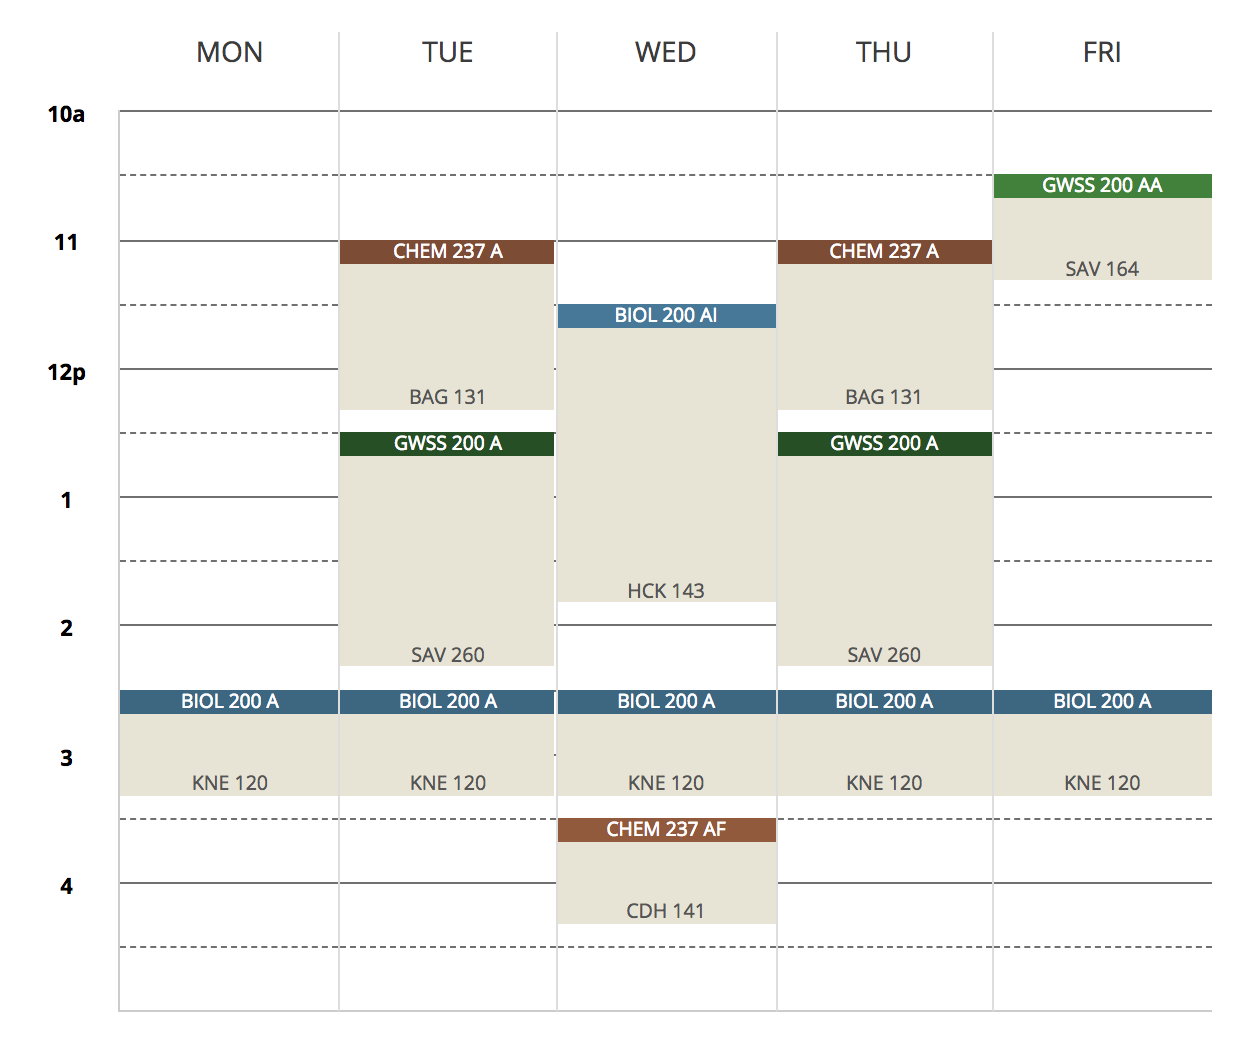 MON TUE WED THU FRI
10a
GWSS 200 AA
11
CHEM 237 A CHEM 237 A
SAV 164
BIOL 200 AI
12p
BAG 131 BAG 131
GWSS 200 A GWSS 200 A
1
HCK 143
2
SAV 260 SAV 260
BIOL 200 A BIOL 200 A BIOL 200 A BIOL 200 A BIOL 200 A
3
KNE 120 KNE 120 KNE 120 KNE 120 KNE 120
CHEM 237 AF
4
CDH 141